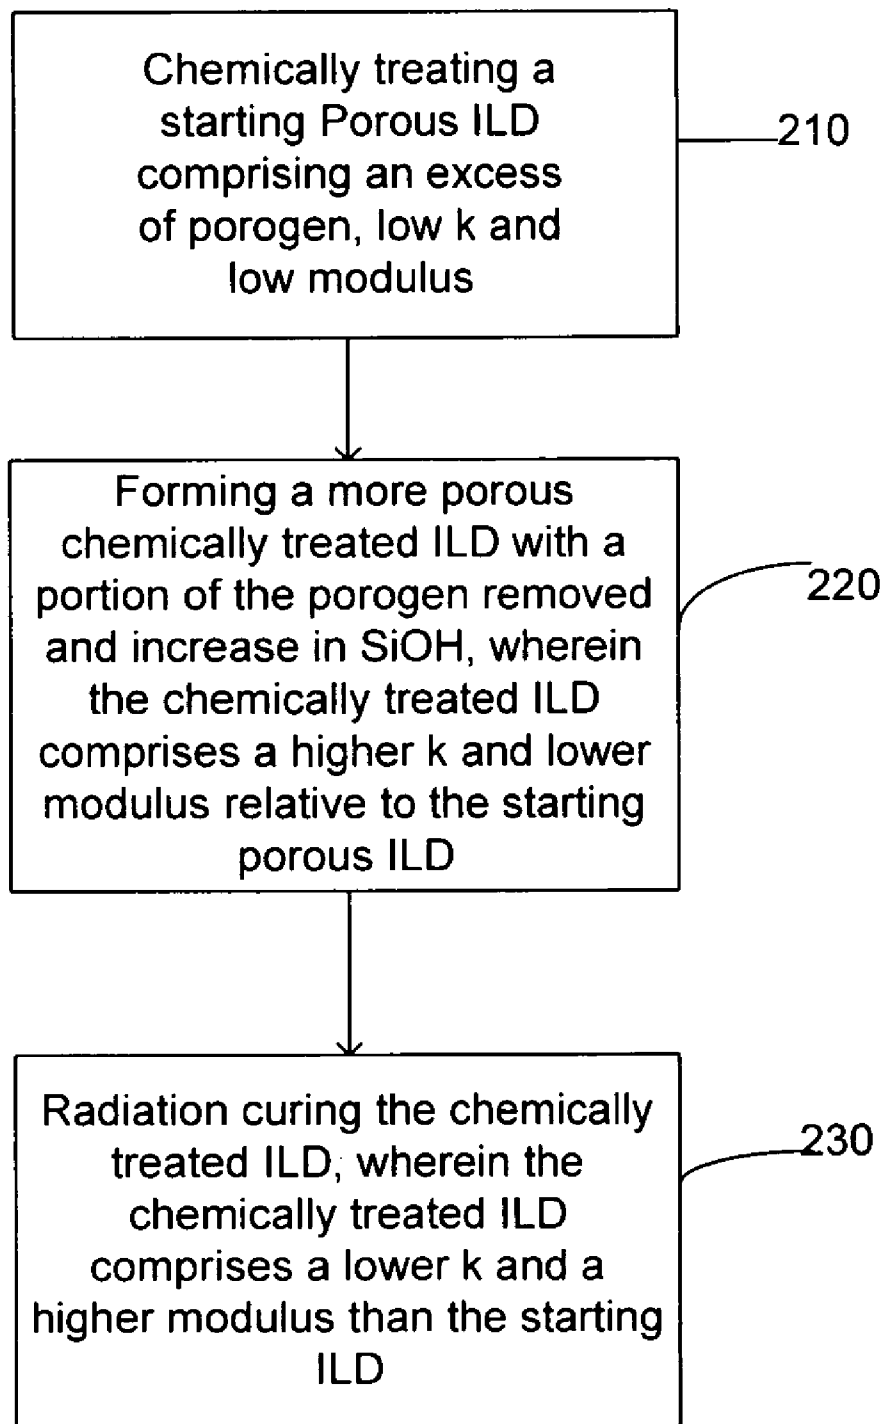 Chemically treating a
starting Porous ILD
comprising an excess
of porogen, low k and
low modulus
210
Forming a more porous
chemically treated ILD with a
portion of the porogen removed
and increase in SiOH, wherein
the chemically treated ILD
comprises a higher k and lower
modulus relative to the starting
porous ILD
220
Radiation curing the chemically
treated ILD, wherein the
chemically treated ILD
comprises a lower k and a
higher modulus than the starting
ILD
230